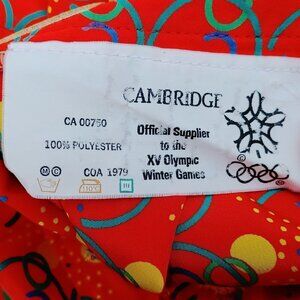 CAMBRIDGE
CA 00750
100% POLYESTER
COA 1979
Official Supplier
to the
XV Olympic
Winter Games